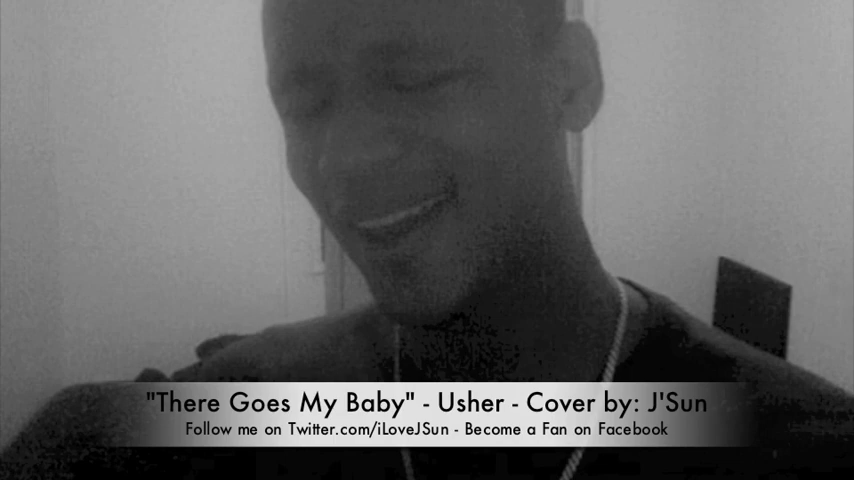 "There Goes My Baby" - Usher - Cover by: J'Sun
Follow me on Twitter.com/iLoveJSun - Become a Fan on Facebook